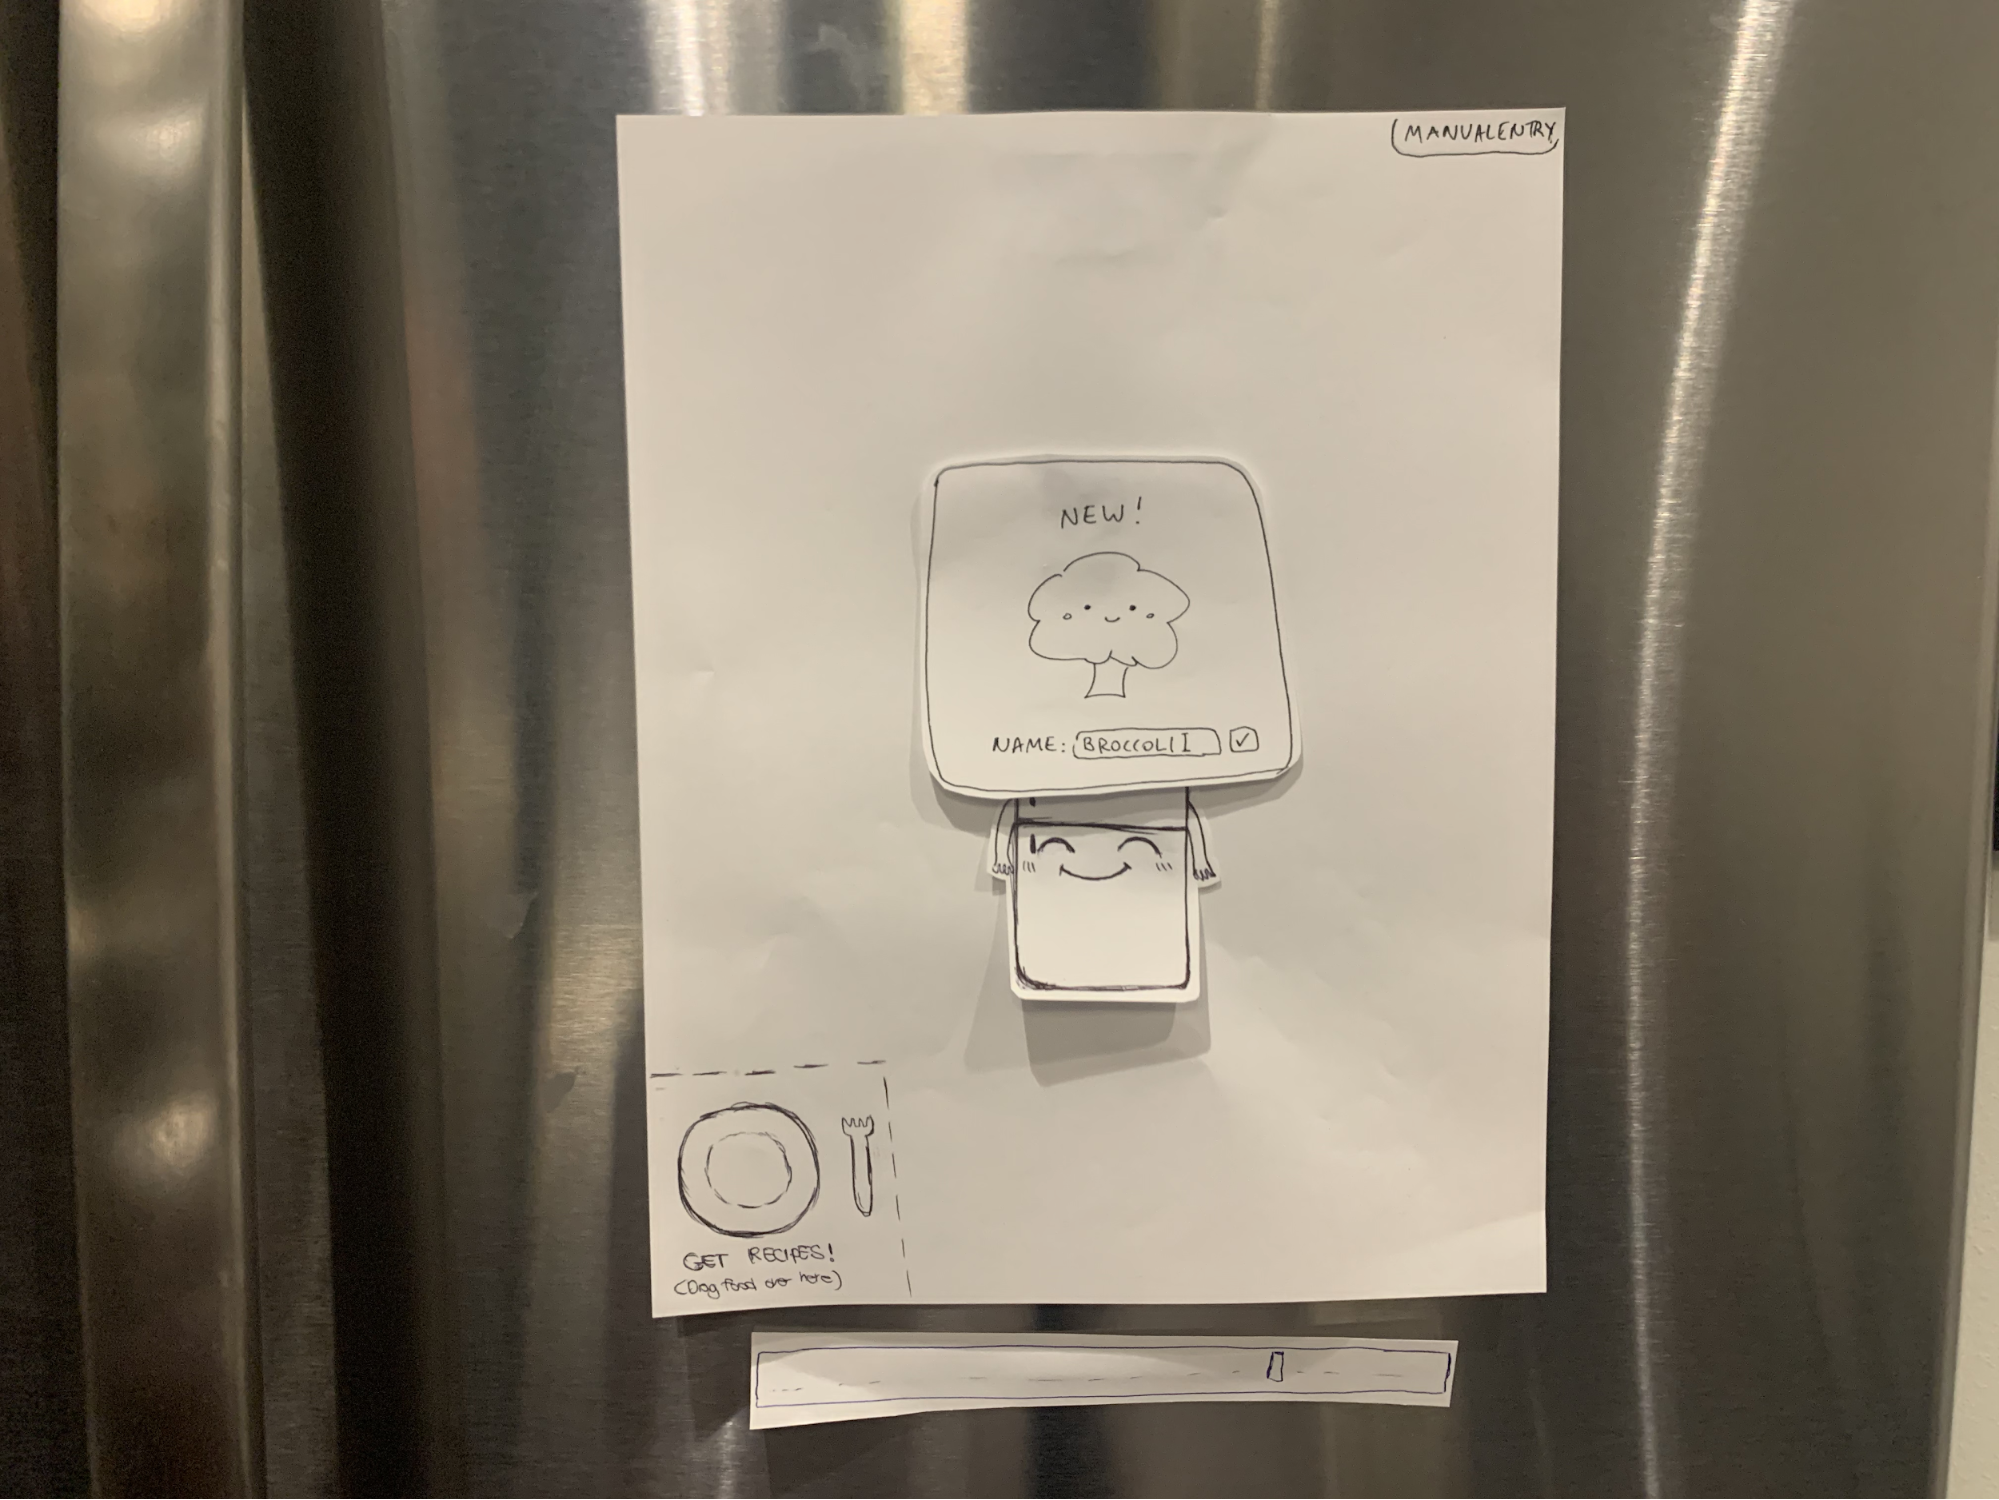 MANUALENTRY
NEW!
NAME: BROCCOLI
GET RECIPES!
(Drag food over here)